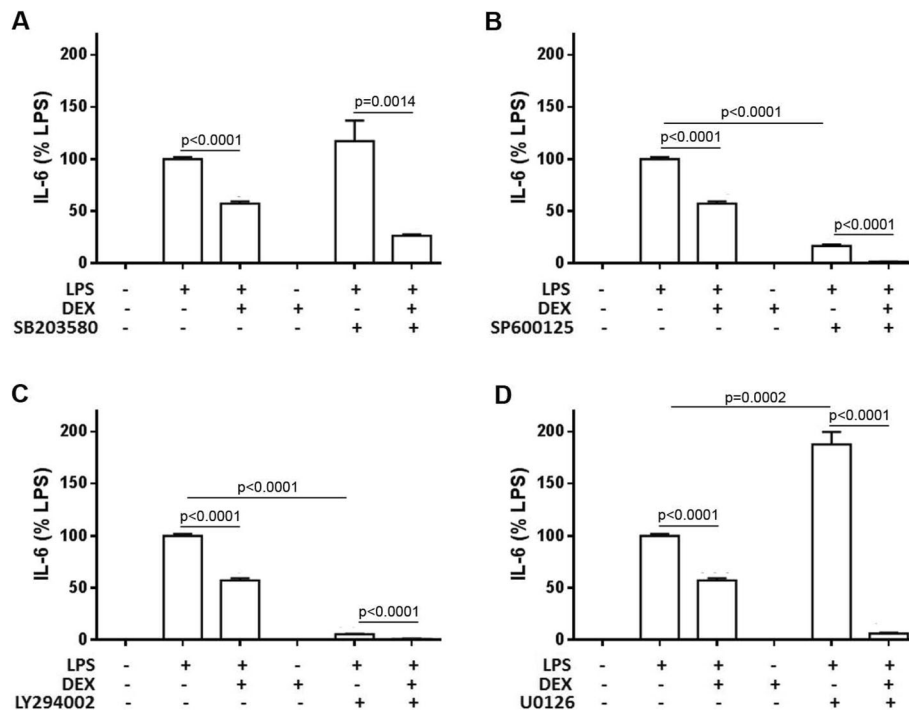 A
IL-6 (% LPS)
200
150
100
50
0
p<0.0001
p=0.0014
LPS - + + - + +
DEX - - + + - +
SB203580 - - - - + +
B
IL-6 (% LPS)
200
150
100
50
0
p<0.0001
p<0.0001
p<0.0001
LPS - + + - + +
DEX - - + + - +
SP600125 - - - - + +
C
IL-6 (% LPS)
200
150
100
50
0
p<0.0001
p<0.0001
p<0.0001
LPS - + + - + +
DEX - - + + - +
LY294002 - - - - + +
D
IL-6 (% LPS)
200
150
100
50
0
p=0.0002
p<0.0001
p<0.0001
LPS - + + - + +
DEX - - + + - +
U0126 - - - - + +